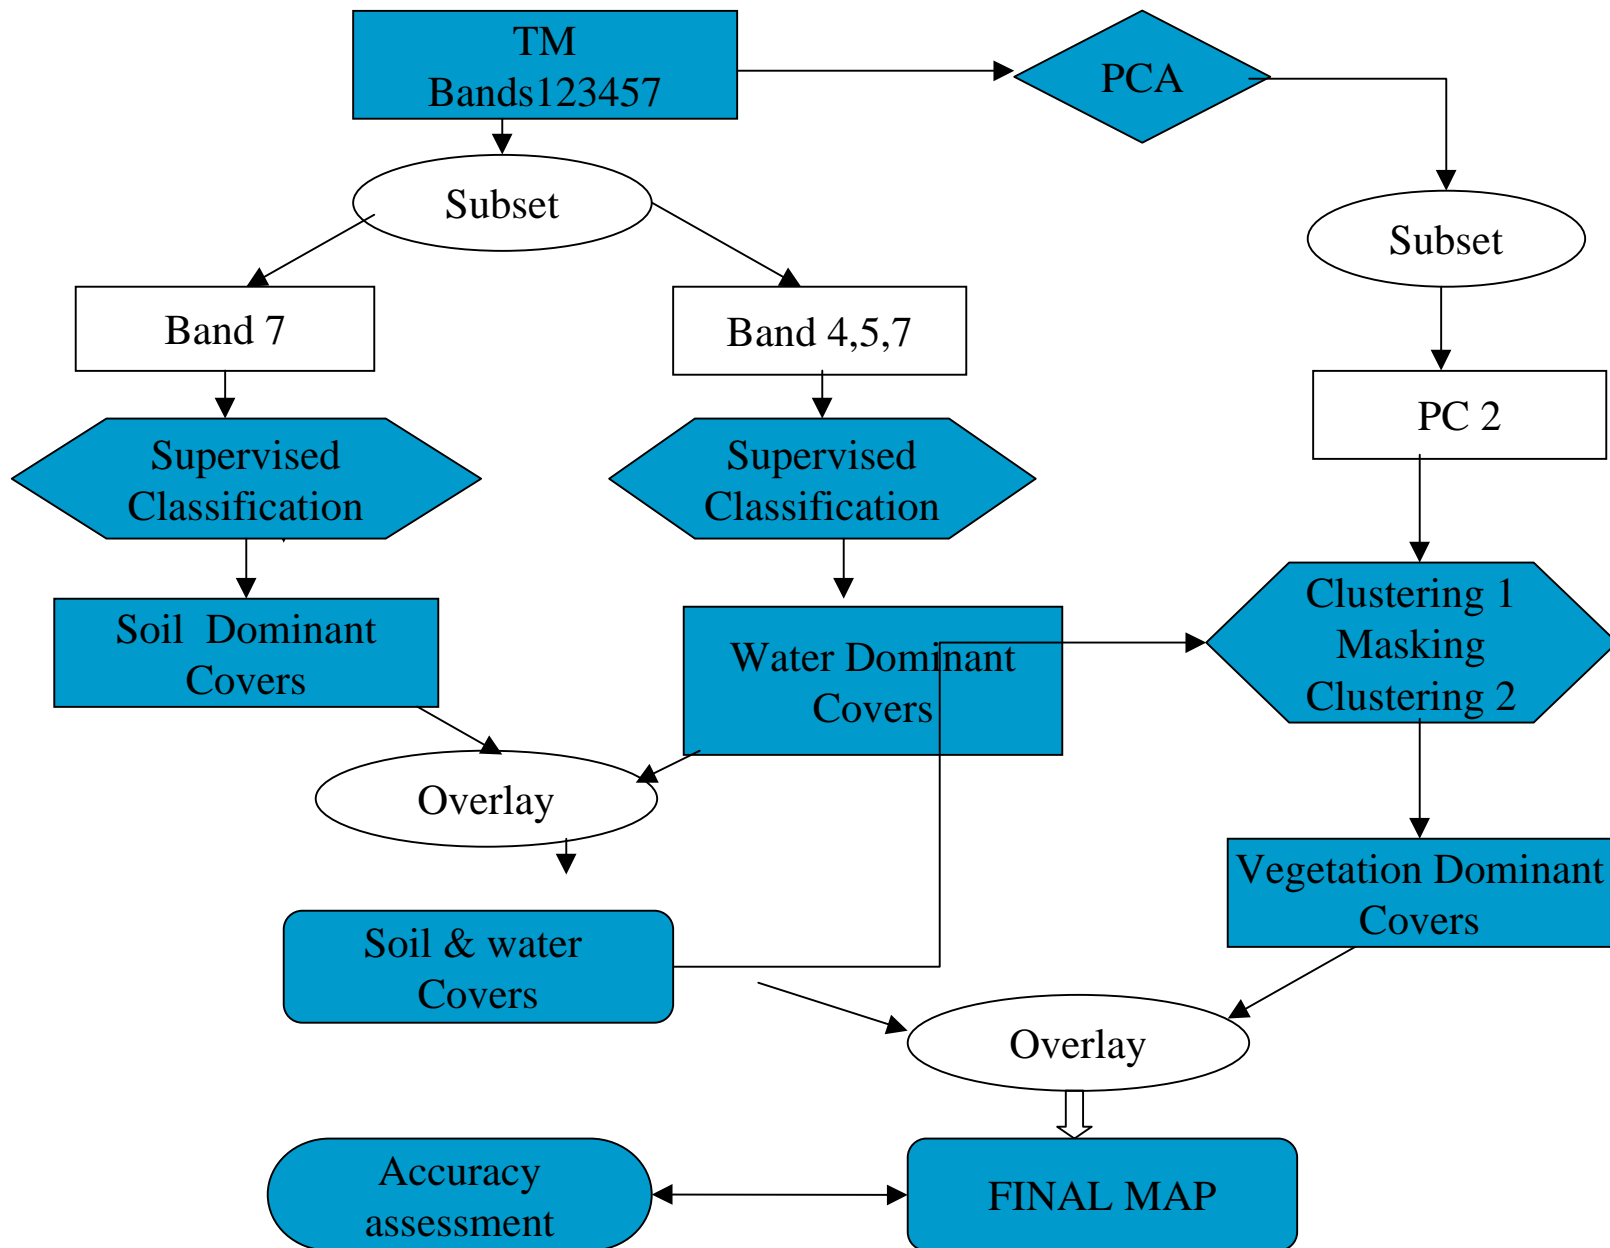 TM
Bands123457
PCA
Subset
Subset
Band 7
Band 4,5,7
PC 2
Supervised
Classification
Supervised
Classification
Clustering 1
Masking
Clustering 2
Soil  Dominant
Covers
Water Dominant
Covers
Overlay
Vegetation Dominant
Covers
Soil & water
Covers
Overlay
Accuracy
assessment
FINAL MAP